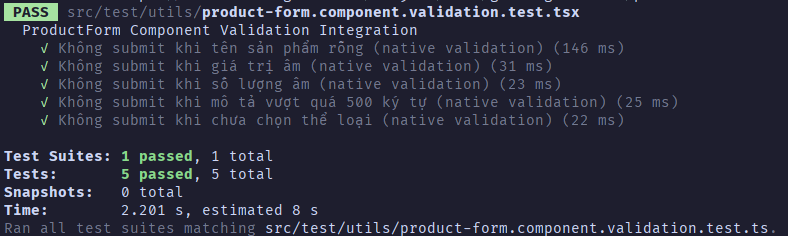 PASS src/test/utils/product-form.component.validation.test.tsx
ProductForm Component Validation Integration
√ Không submit khi tên sản phẩm rỗng (native validation) (146 ms)
√ Không submit khi giá trị âm (native validation) (31 ms)
√ Không submit khi số lượng âm (native validation) (23 ms)
√ Không submit khi mô tả vượt quá 500 ký tự (native validation) (25 ms)
√ Không submit khi chưa chọn thể loại (native validation) (22 ms)
Test Suites: 1 passed, 1 total
Tests: 5 passed, 5 total
Snapshots: 0 total
Time: 2.201 s, estimated 8 s
Ran all test suites matching src/test/utils/product-form.component.validation.test.ts.